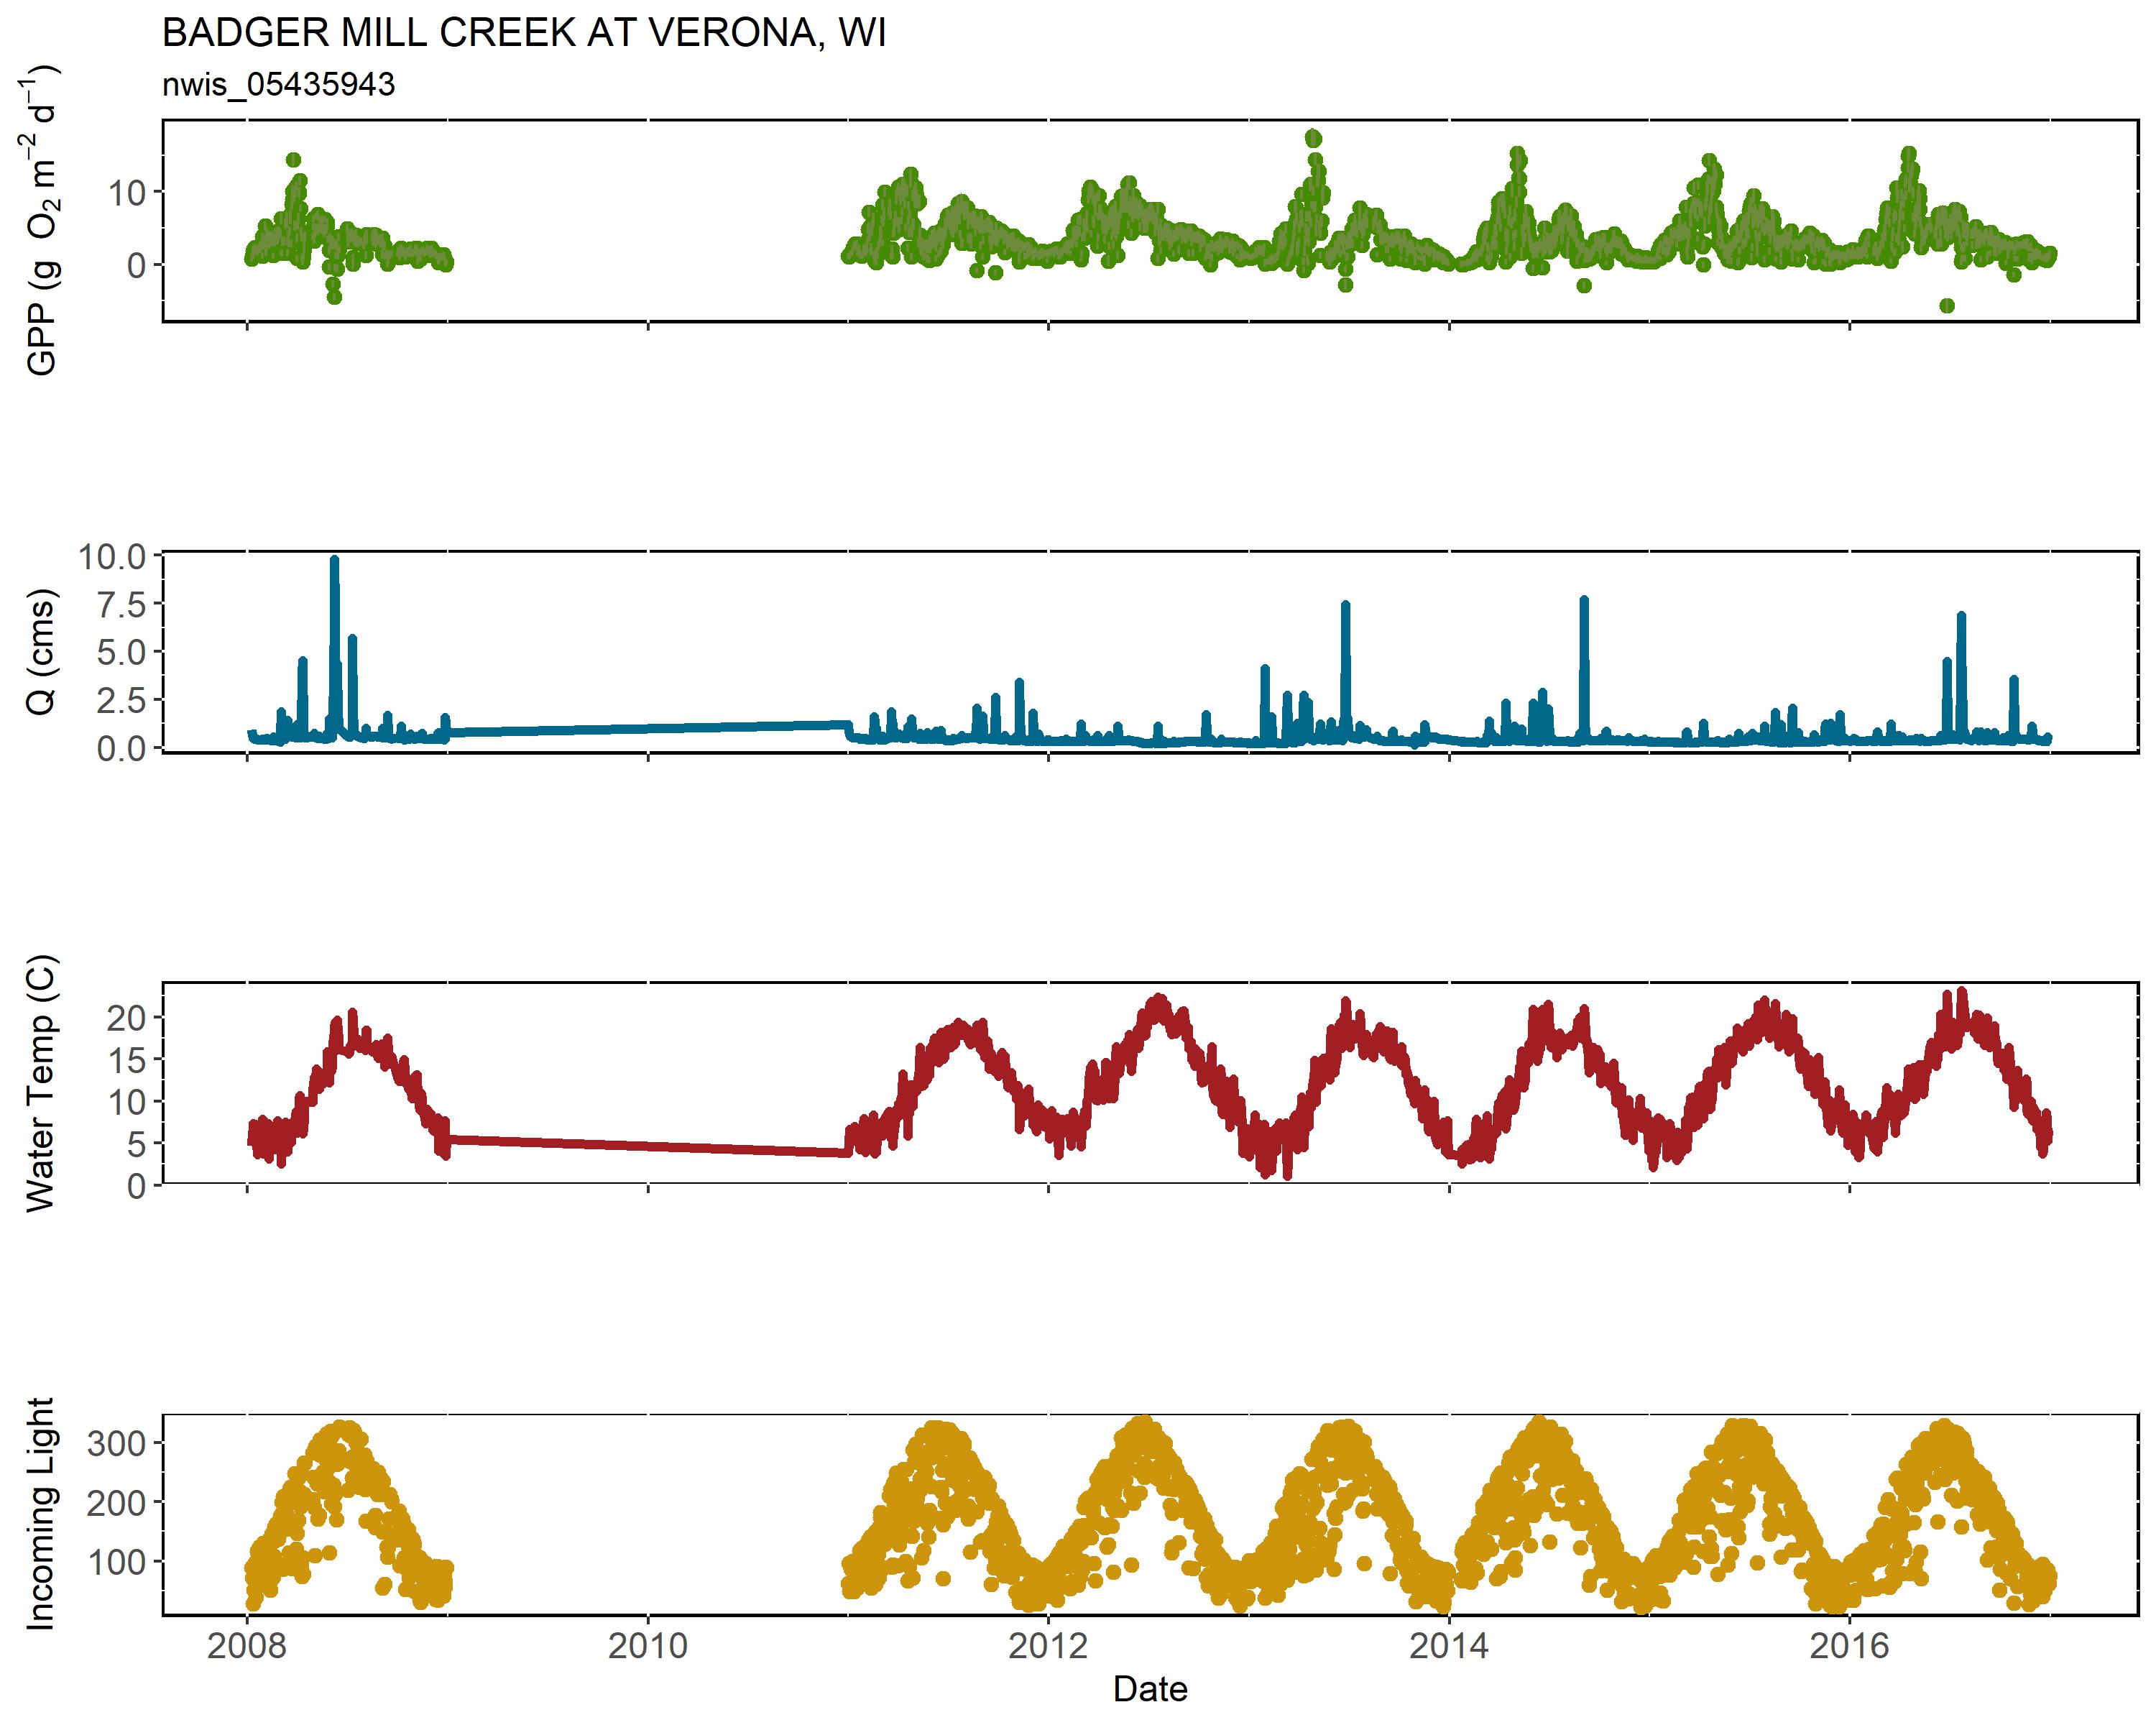 BADGER MILL CREEK AT VERONA, WI
nwis_05435943
GPP (g O₂ m⁻² d⁻¹)
10
0
Q (cms)
10.0
7.5
5.0
2.5
0.0
Water Temp (C)
20
15
10
5
0
Incoming Light
300
200
100
2008 2010 2012 2014 2016
Date